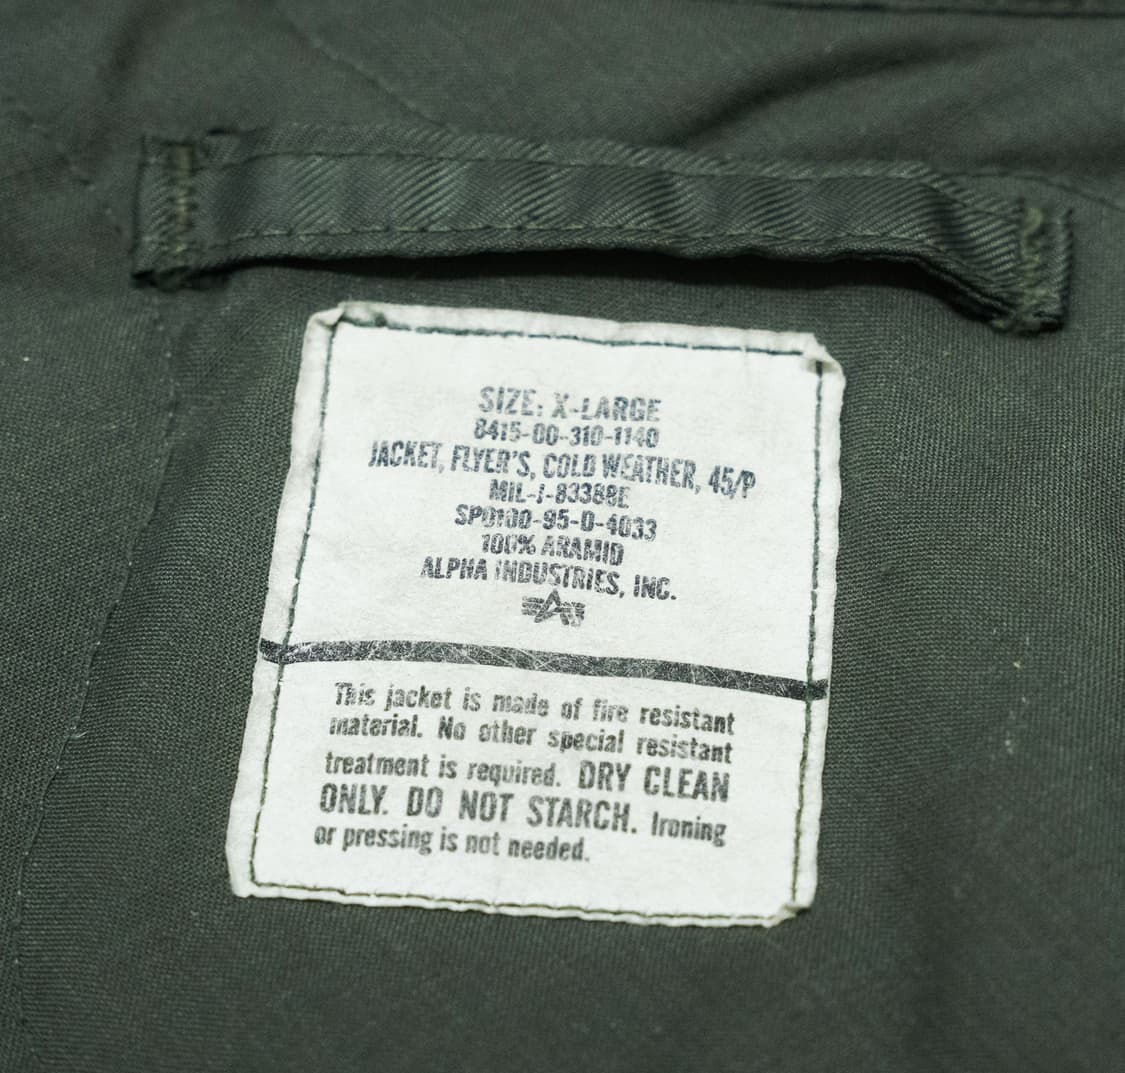 SIZE: X-LARGE
8415-00-310-1140
JACKET, FLYER'S, COLD WEATHER, 45/P
MIL-J-83388E
SPO100-95-D-4033
100% ARAMID
ALPHA INDUSTRIES, INC.
This jacket is made of fire resistant
material. No other special resistant
treatment is required. DRY CLEAN
ONLY. DO NOT STARCH. Ironing
or pressing is not needed.